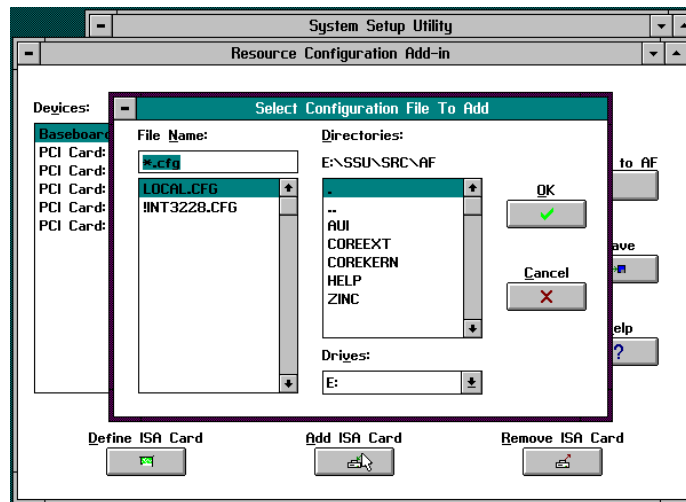 System Setup Utility
Resource Configuration Add-in
Devices:
Baseboard
PCI Card:
PCI Card:
PCI Card:
PCI Card:
PCI Card:
to AF
ave
elp
?
Select Configuration File To Add
File Name:
*.cfg
LOCAL.CFG
!INT3228.CFG
Directories:
E:\SSU\SRC\AF
.
..
AUI
COREEXT
COREKERN
HELP
ZINC
Drives:
E:
OK
Cancel
Define ISA Card
Add ISA Card
Remove ISA Card